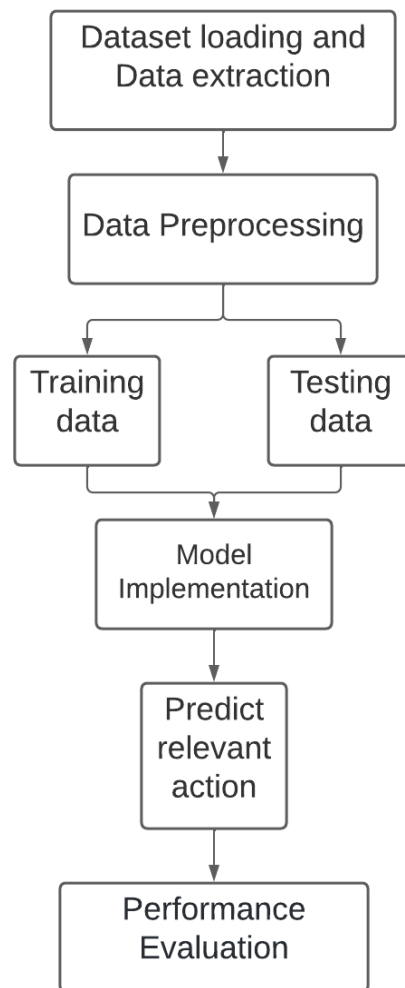 Dataset loading and
Data extraction
Data Preprocessing
Training
data
Testing
data
Model
Implementation
Predict
relevant
action
Performance
Evaluation